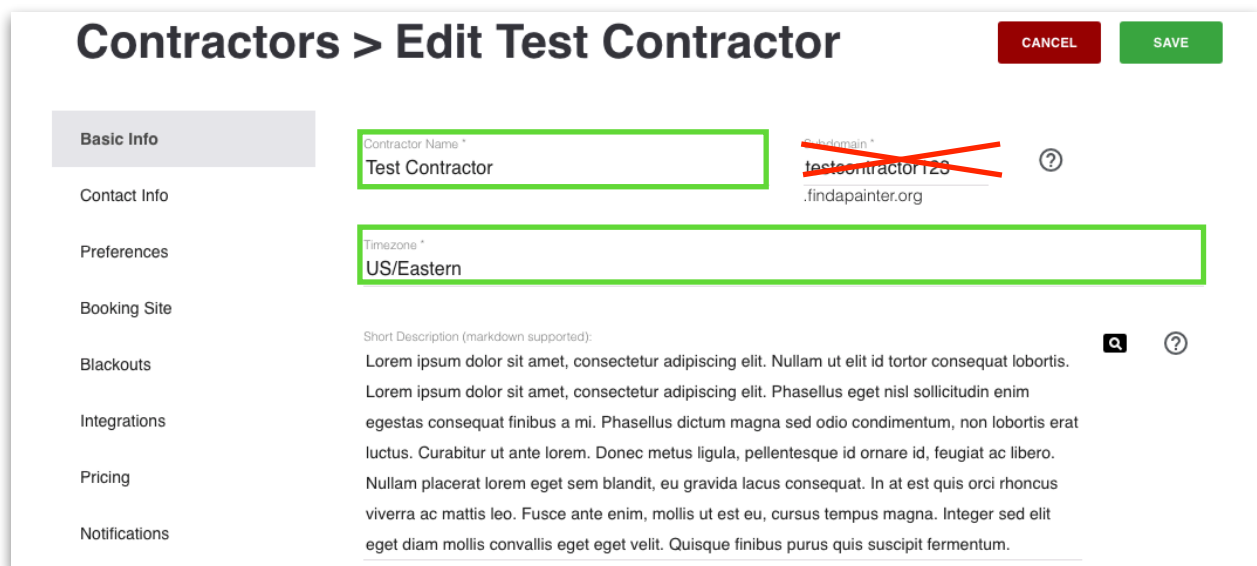 Contractors > Edit Test Contractor
CANCEL
SAVE
Basic Info
Contact Info
Preferences
Booking Site
Blackouts
Integrations
Pricing
Notifications
Contractor Name *
Test Contractor
Subdomain *
testcontractor123
.findapainter.org
Timezone *
US/Eastern
Short Description (markdown supported):
Lorem ipsum dolor sit amet, consectetur adipiscing elit. Nullam ut elit id tortor consequat lobortis.
Lorem ipsum dolor sit amet, consectetur adipiscing elit. Phasellus eget nisl sollicitudin enim
egestas consequat finibus a mi. Phasellus dictum magna sed odio condimentum, non lobortis erat
luctus. Curabitur ut ante lorem. Donec metus ligula, pellentesque id ornare id, feugiat ac libero.
Nullam placerat lorem eget sem blandit, eu gravida lacus consequat. In at est quis orci rhoncus
viverra ac mattis leo. Fusce ante enim, mollis ut est eu, cursus tempus magna. Integer sed elit
eget diam mollis convallis eget eget velit. Quisque finibus purus quis suscipit fermentum.